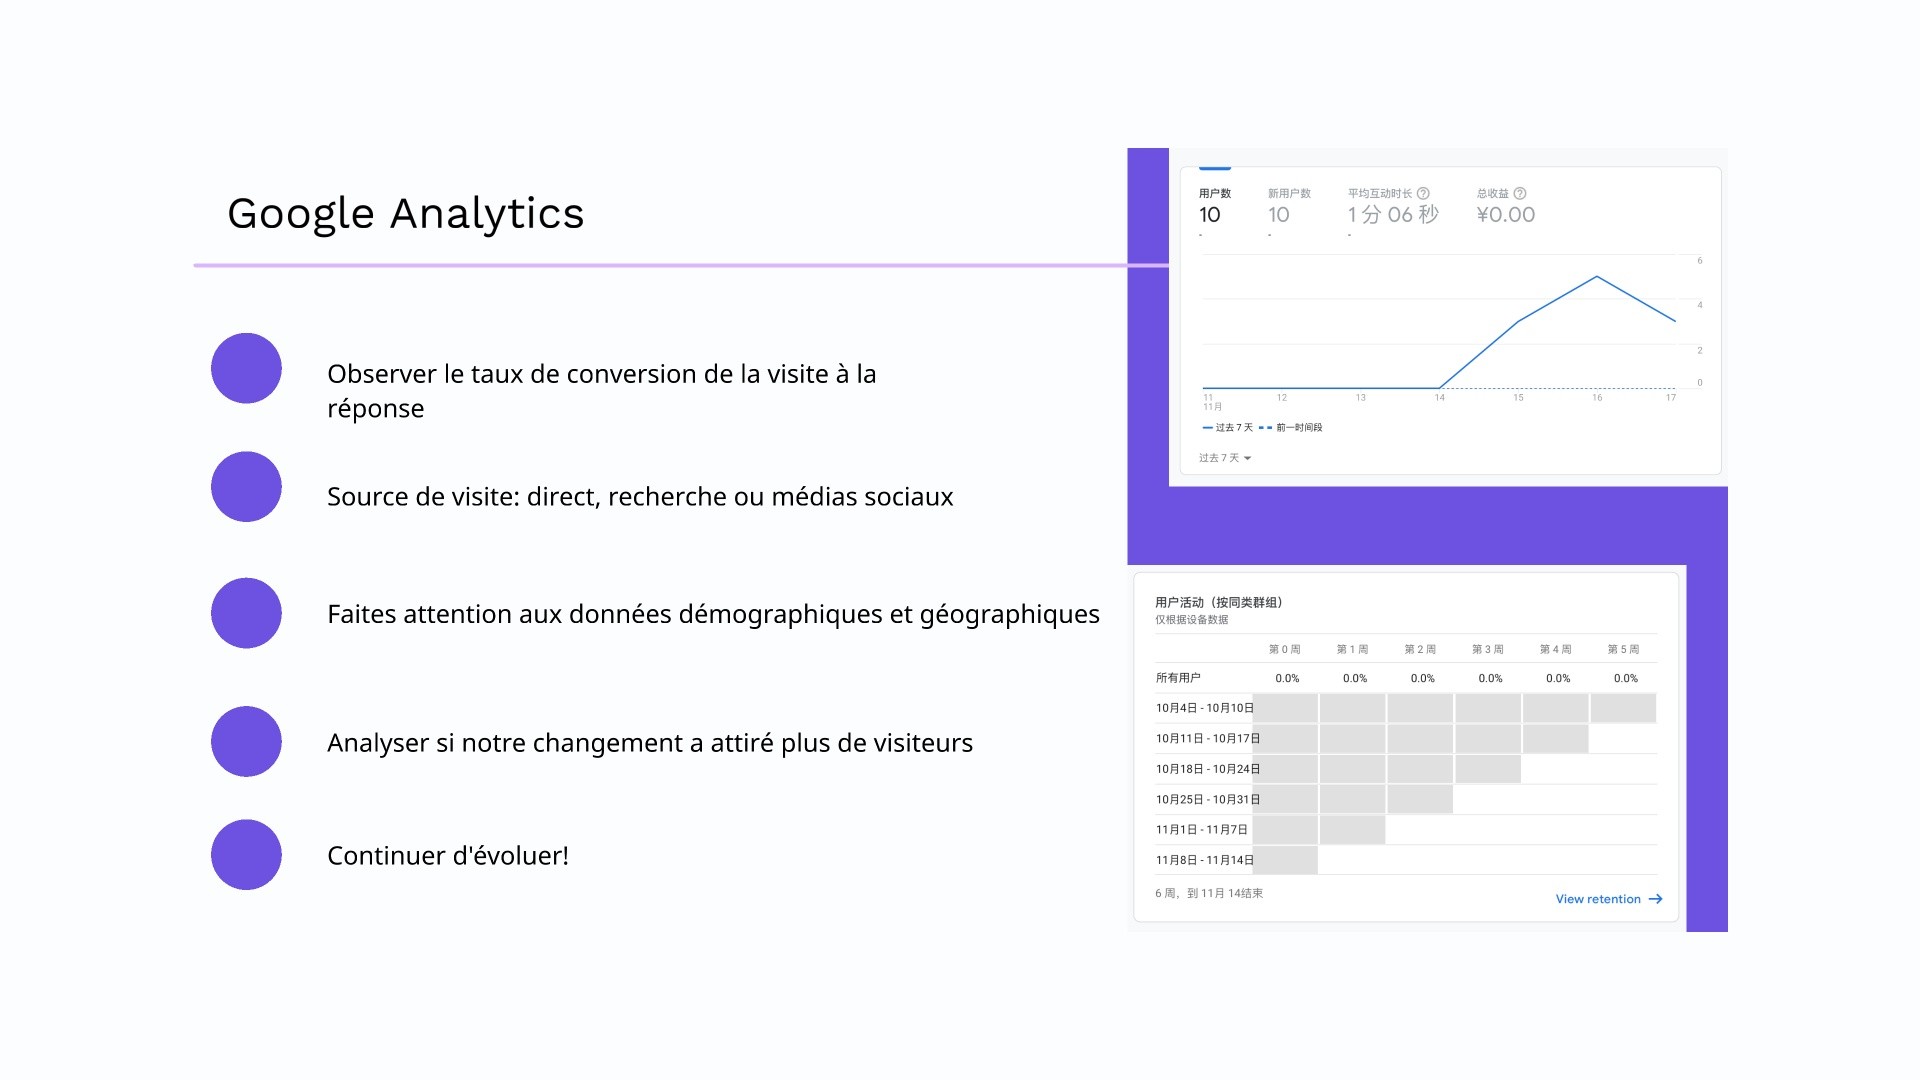 Google Analytics
Observer le taux de conversion de la visite à la
réponse
Source de visite: direct, recherche ou médias sociaux
Faites attention aux données démographiques et géographiques
Analyser si notre changement a attiré plus de visiteurs
Continuer d'évoluer!
用户数 新用户数 平均互动时长 总收益
10 10 1 分 06 秒 ¥0.00
- - -
6
4
2
0
11 12 13 14 15 16 17
11月
过去 7 天 前一时间段
过去 7 天
用户活动（按同类群组）
仅根据设备数据
第 0 周 第 1 周 第 2 周 第 3 周 第 4 周 第 5 周
所有用户 0.0% 0.0% 0.0% 0.0% 0.0% 0.0%
10月4日 - 10月10日
10月11日 - 10月17日
10月18日 - 10月24日
10月25日 - 10月31日
11月1日 - 11月7日
11月8日 - 11月14日
6 周，到 11月 14结束
View retention